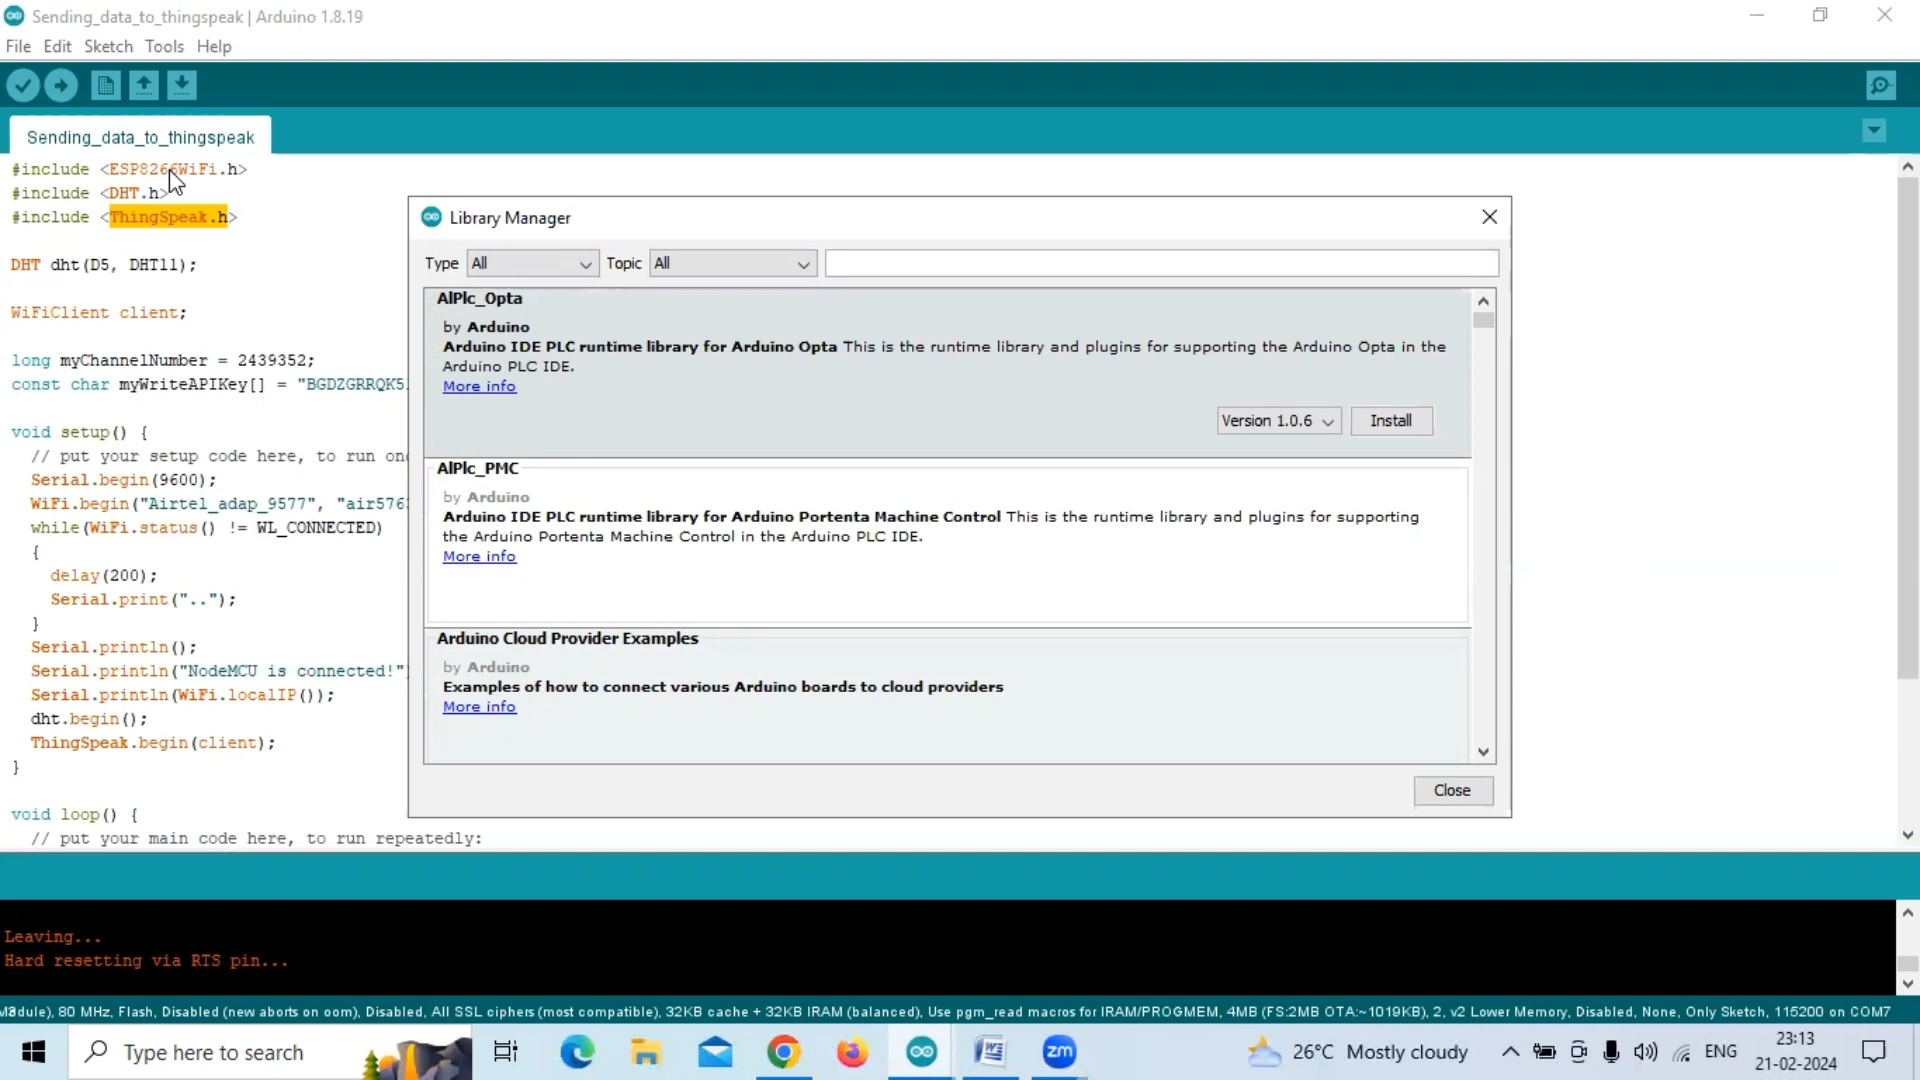 Sending_data_to_thingspeak | Arduino 1.8.19
File Edit Sketch Tools Help
Sending_data_to_thingspeak
#include <ESP8266WiFi.h>
#include <DHT.h>
#include <ThingSpeak.h>
DHT dht(D5, DHT11);
WiFiClient client;
long myChannelNumber = 2439352;
const char myWriteAPIKey[] = "BGDZGRRQK5
void setup() {
// put your setup code here, to run on
Serial.begin(9600);
WiFi.begin("Airtel_adap_9577", "air576
while(WiFi.status() != WL_CONNECTED)
{
delay(200);
Serial.print("..");
}
Serial.println();
Serial.println("NodeMCU is connected!"
Serial.println(WiFi.localIP());
dht.begin();
ThingSpeak.begin(client);
}
void loop() {
// put your main code here, to run repeatedly:
Library Manager
Type All Topic All
AlPlc_Opta
by Arduino
Arduino IDE PLC runtime library for Arduino Opta This is the runtime library and plugins for supporting the Arduino Opta in the
Arduino PLC IDE.
More info
Version 1.0.6 Install
AlPlc_PMC
by Arduino
Arduino IDE PLC runtime library for Arduino Portenta Machine Control This is the runtime library and plugins for supporting
the Arduino Portenta Machine Control in the Arduino PLC IDE.
More info
Arduino Cloud Provider Examples
by Arduino
Examples of how to connect various Arduino boards to cloud providers
More info
Close
Leaving...
Hard resetting via RTS pin...
dule), 80 MHz, Flash, Disabled (new aborts on oom), Disabled, All SSL ciphers (most compatible), 32KB cache + 32KB IRAM (balanced), Use pgm_read macros for IRAM/PROGMEM, 4MB (FS:2MB OTA:~1019KB), 2, v2 Lower Memory, Disabled, None, Only Sketch, 115200 on COM7
Type here to search
zm
26°C Mostly cloudy
ENG
23:13
21-02-2024